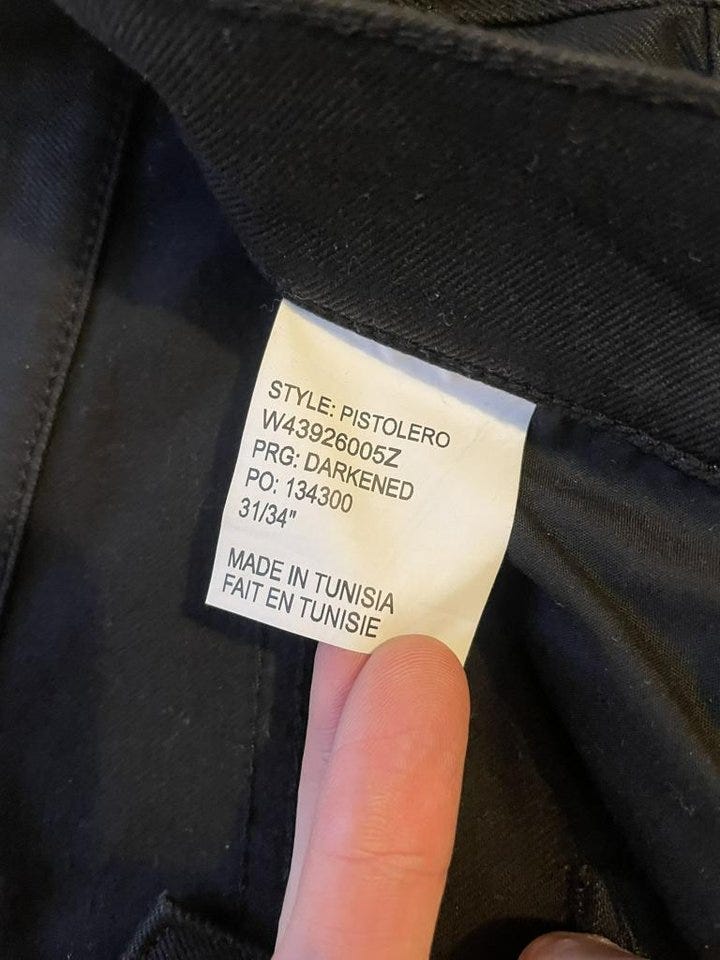 STYLE: PISTOLERO
W43926005Z
PRG: DARKENED
PO: 134300
31/34"
MADE IN TUNISIA
FAIT EN TUNISIE